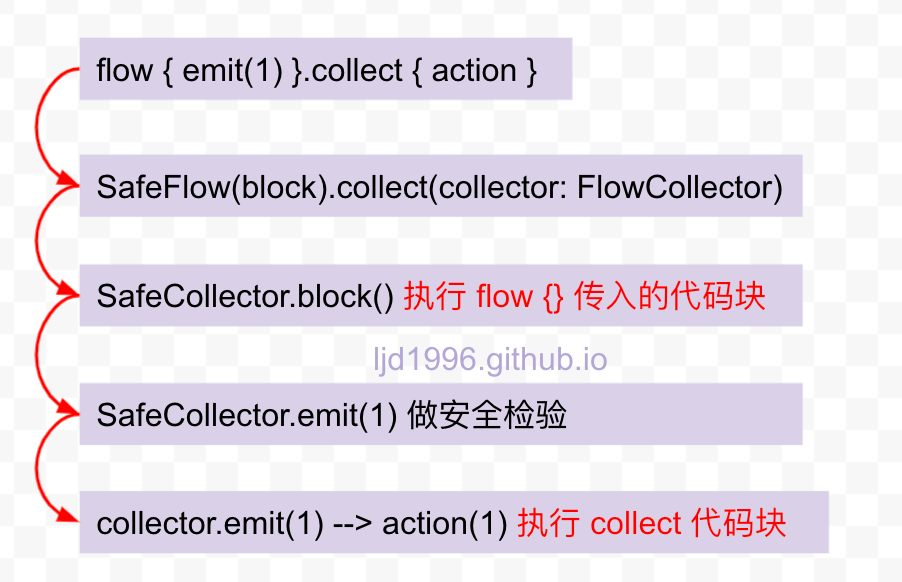 flow { emit(1) }.collect { action }
SafeFlow(block).collect(collector: FlowCollector)
SafeCollector.block() 执行 flow {} 传入的代码块
ljd1996.github.io
SafeCollector.emit(1) 做安全检验
collector.emit(1) --> action(1) 执行 collect 代码块